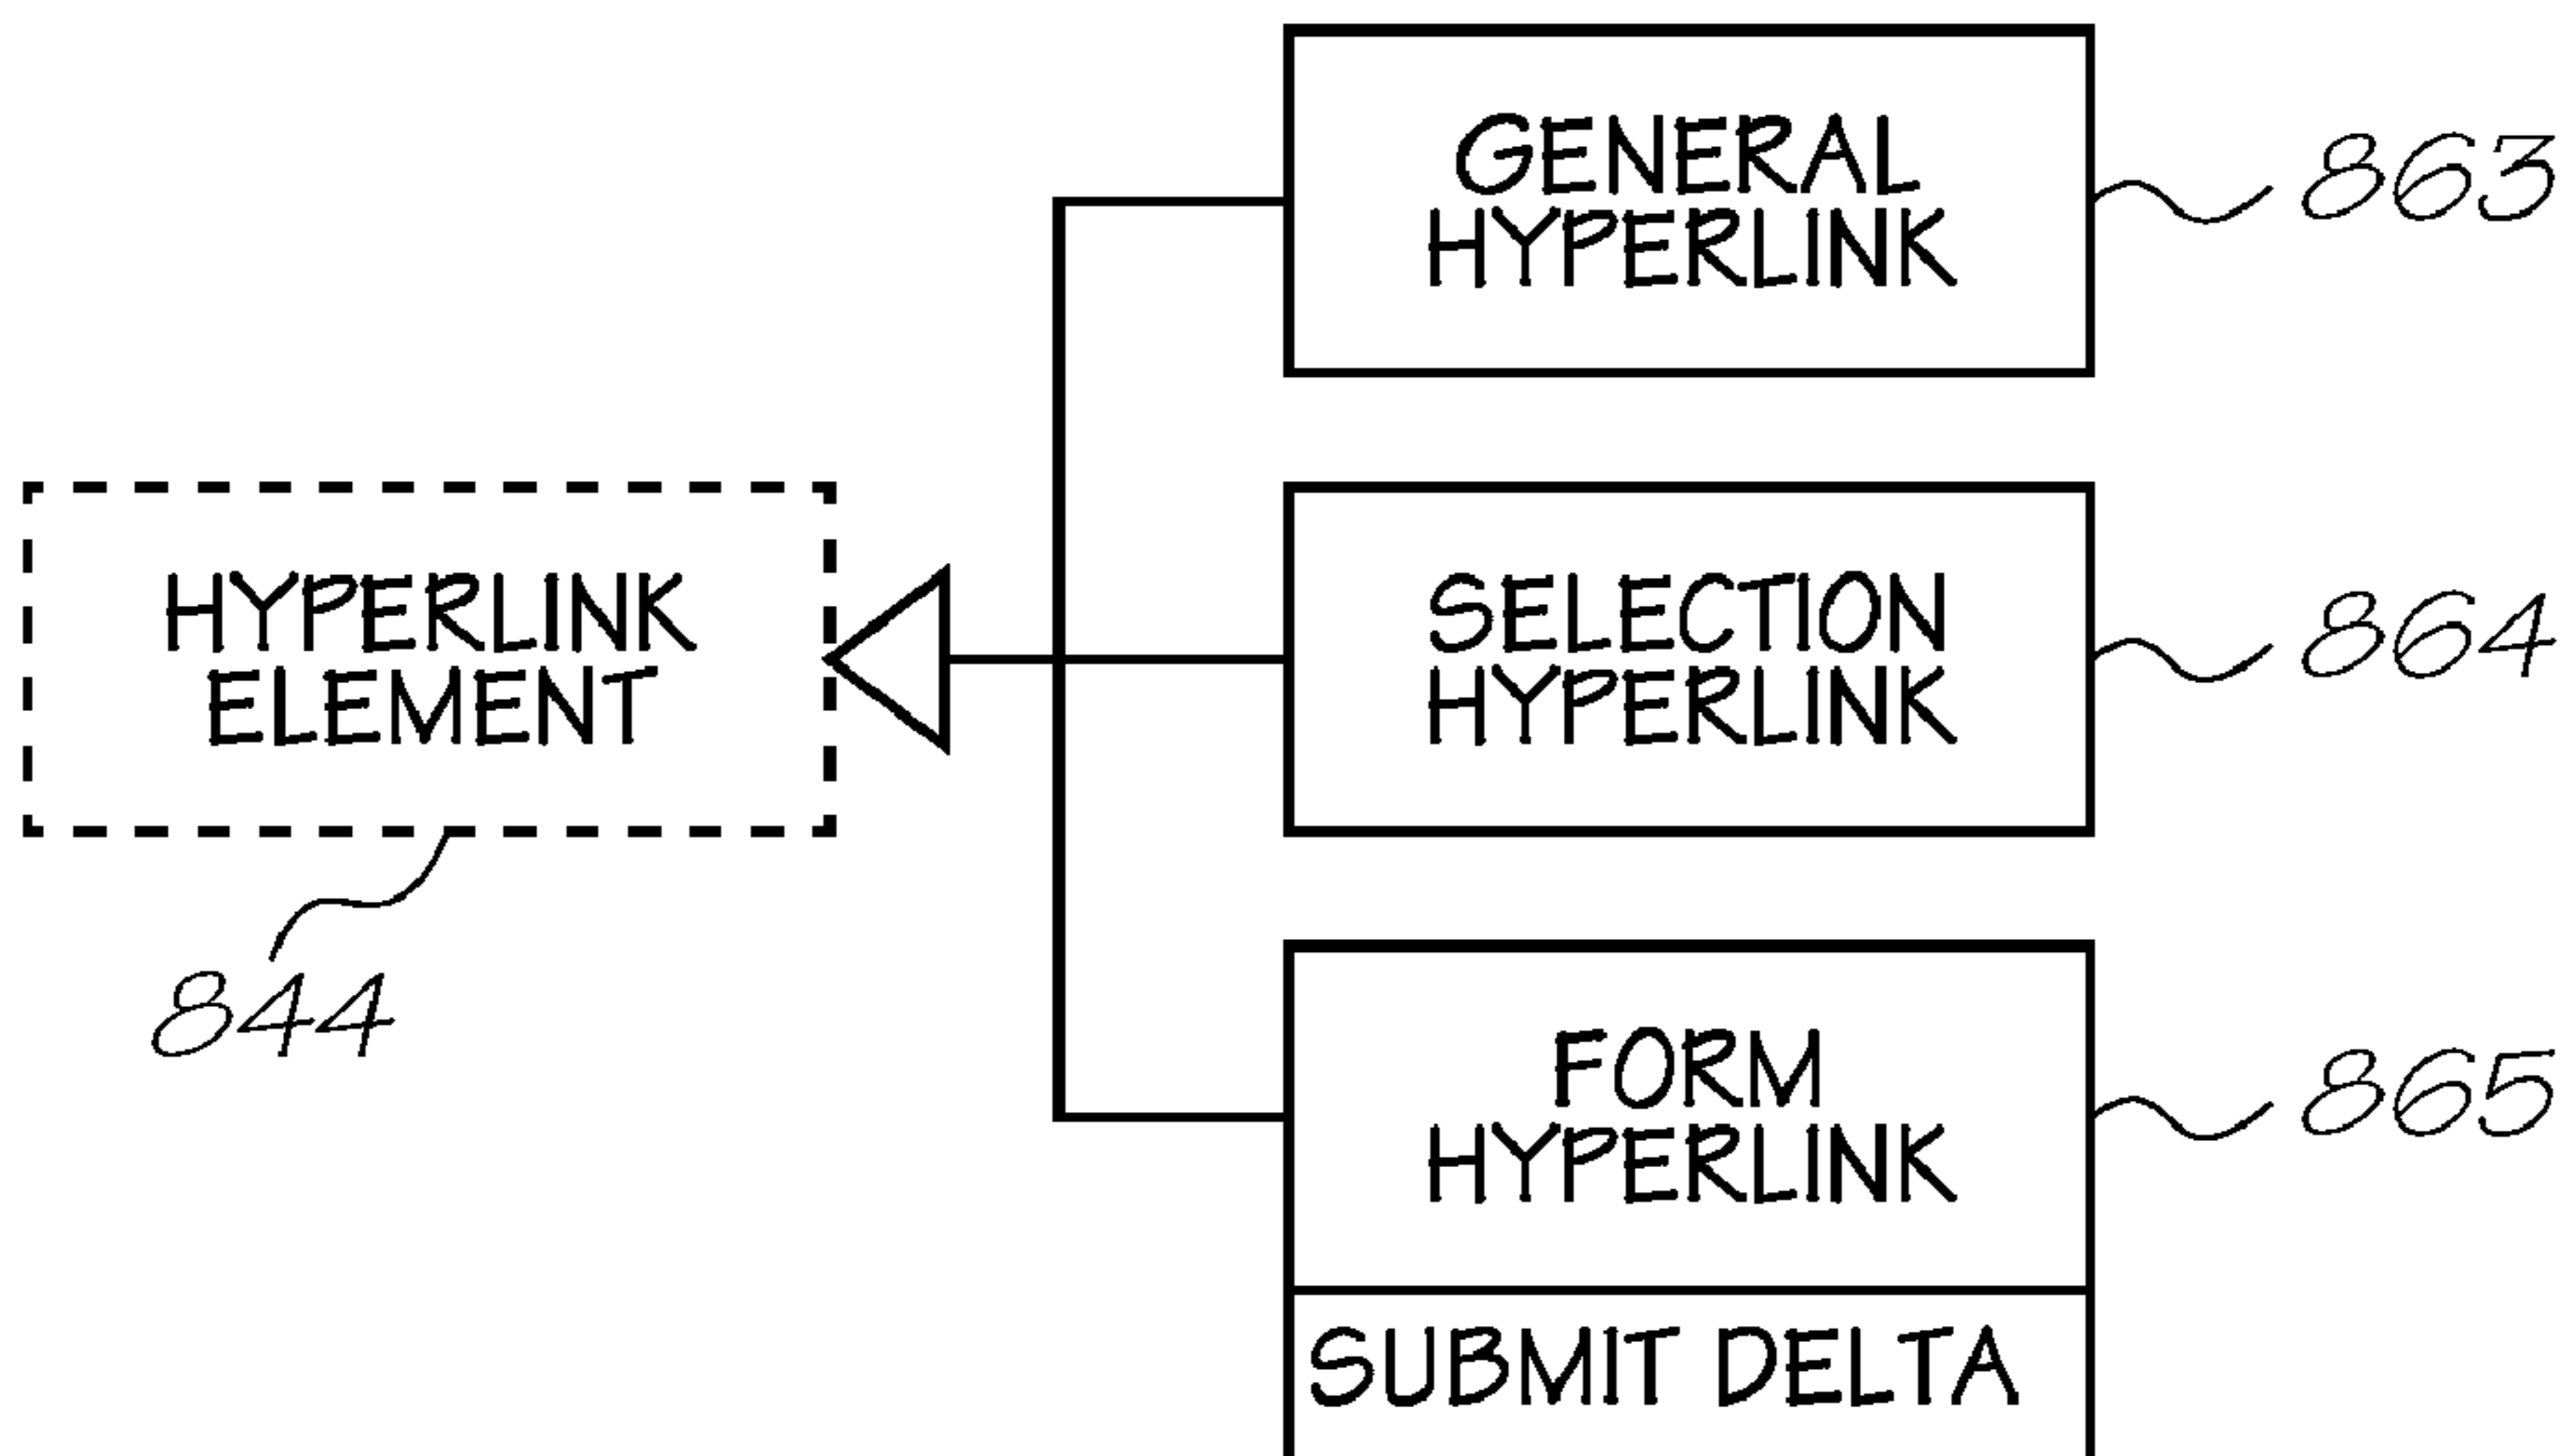 GENERAL
HYPERLINK
863
HYPERLINK
ELEMENT
844
SELECTION
HYPERLINK
864
FORM
HYPERLINK
865
SUBMIT DELTA